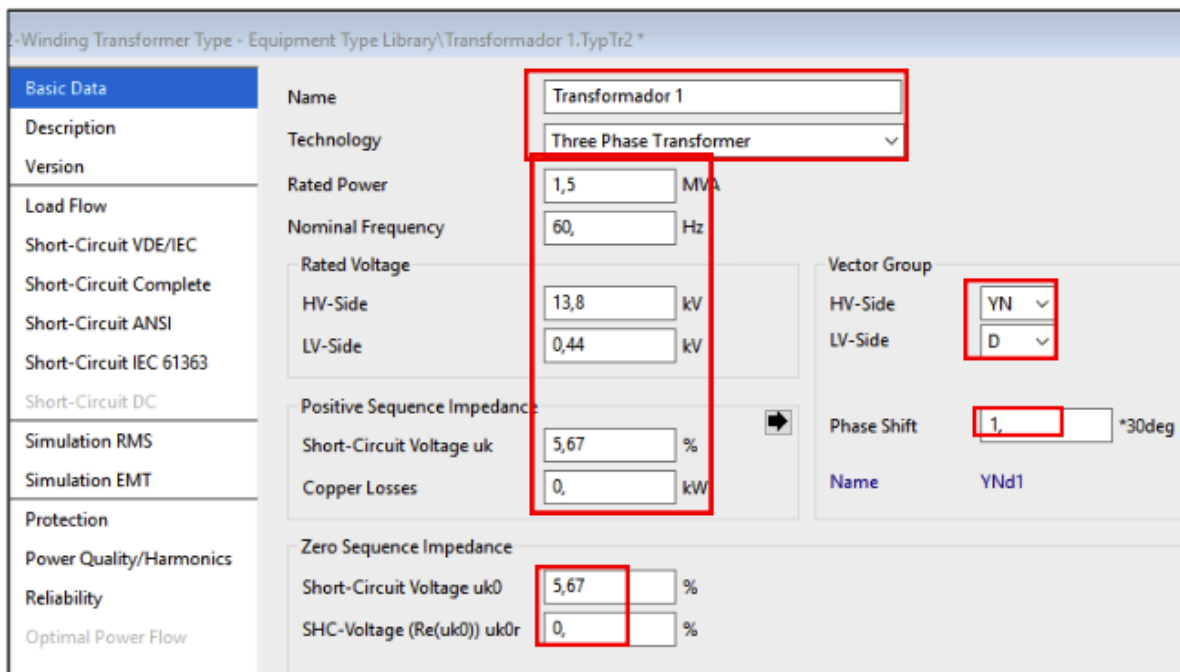 2-Winding Transformer Type - Equipment Type Library\Transformador 1.TypTr2 *
Basic Data
Description
Version
Load Flow
Short-Circuit VDE/IEC
Short-Circuit Complete
Short-Circuit ANSI
Short-Circuit IEC 61363
Short-Circuit DC
Simulation RMS
Simulation EMT
Protection
Power Quality/Harmonics
Reliability
Optimal Power Flow
Name Transformador 1
Technology Three Phase Transformer
Rated Power 1,5 MVA
Nominal Frequency 60, Hz
Rated Voltage
HV-Side 13,8 kV
LV-Side 0,44 kV
Positive Sequence Impedance
Short-Circuit Voltage uk 5,67 %
Copper Losses 0, kW
Vector Group
HV-Side YN
LV-Side D
Phase Shift 1, *30deg
Name YNd1
Zero Sequence Impedance
Short-Circuit Voltage uk0 5,67 %
SHC-Voltage (Re(uk0)) uk0r 0, %